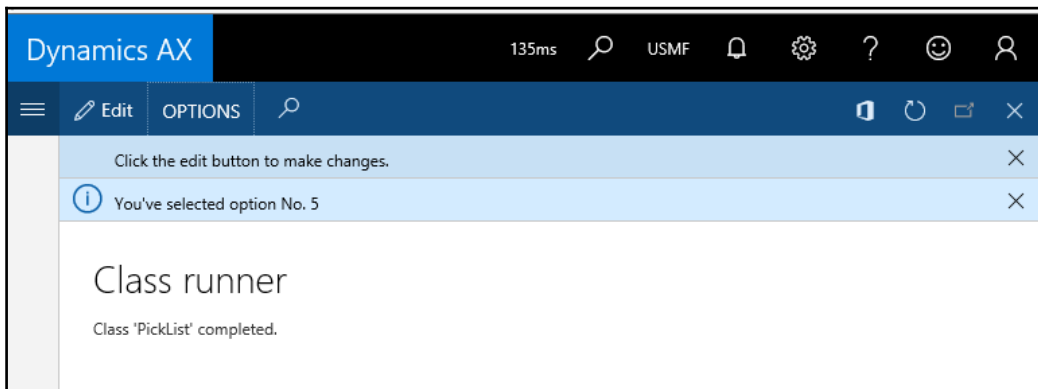 Dynamics AX 135ms USMF ?
Edit OPTIONS
Click the edit button to make changes.
You've selected option No. 5
Class runner
Class 'PickList' completed.